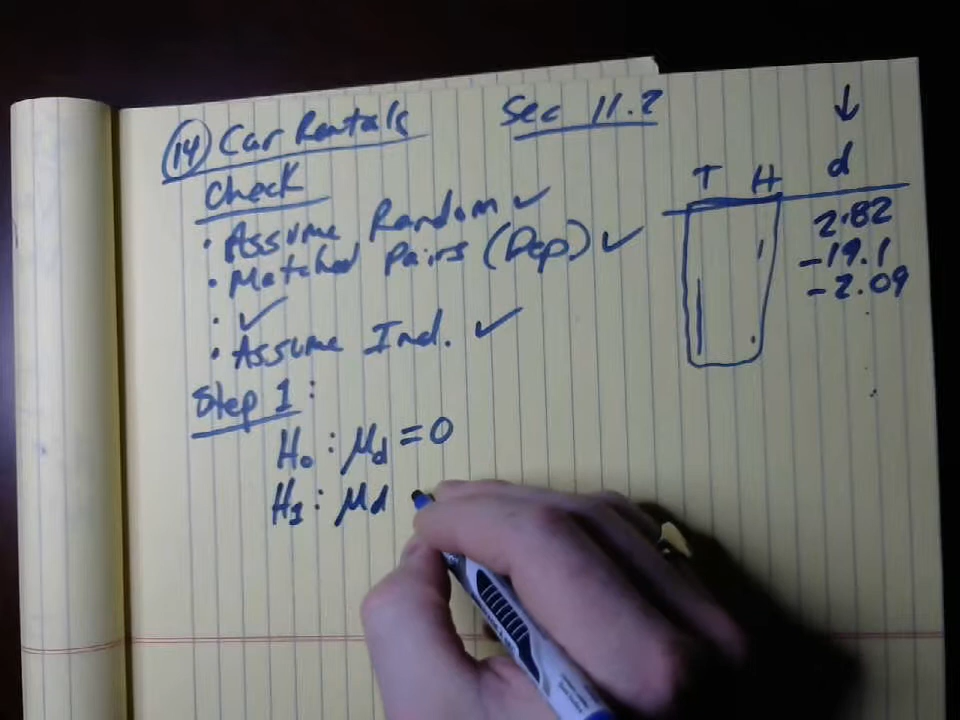 14 Car Rentals
Sec 11.2
Check
• Assume Random ✓
• Matched Pairs (Dep) ✓
• ✓
• Assume Ind. ✓
↓
T H d
2.82
-19.1
-2.09
Step 1:
H₀: μd = 0
H1: μd